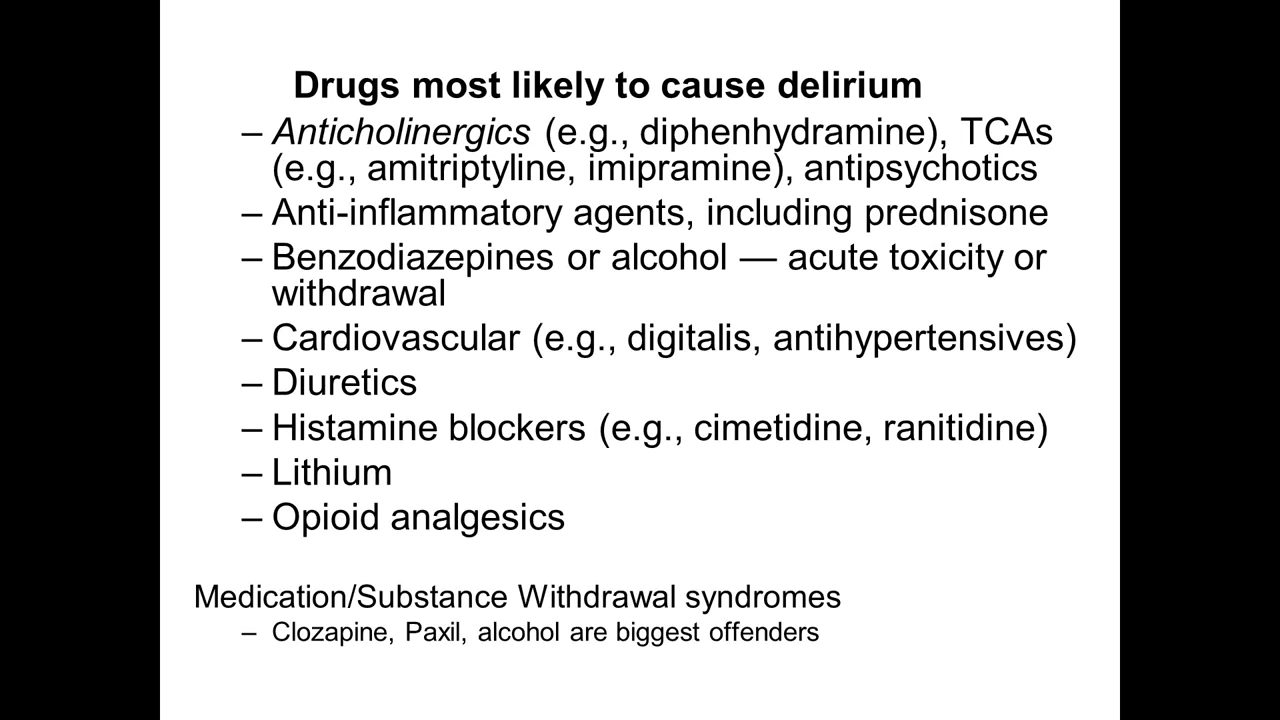 Drugs most likely to cause delirium
– Anticholinergics (e.g., diphenhydramine), TCAs
(e.g., amitriptyline, imipramine), antipsychotics
– Anti-inflammatory agents, including prednisone
– Benzodiazepines or alcohol — acute toxicity or
withdrawal
– Cardiovascular (e.g., digitalis, antihypertensives)
– Diuretics
– Histamine blockers (e.g., cimetidine, ranitidine)
– Lithium
– Opioid analgesics
Medication/Substance Withdrawal syndromes
– Clozapine, Paxil, alcohol are biggest offenders